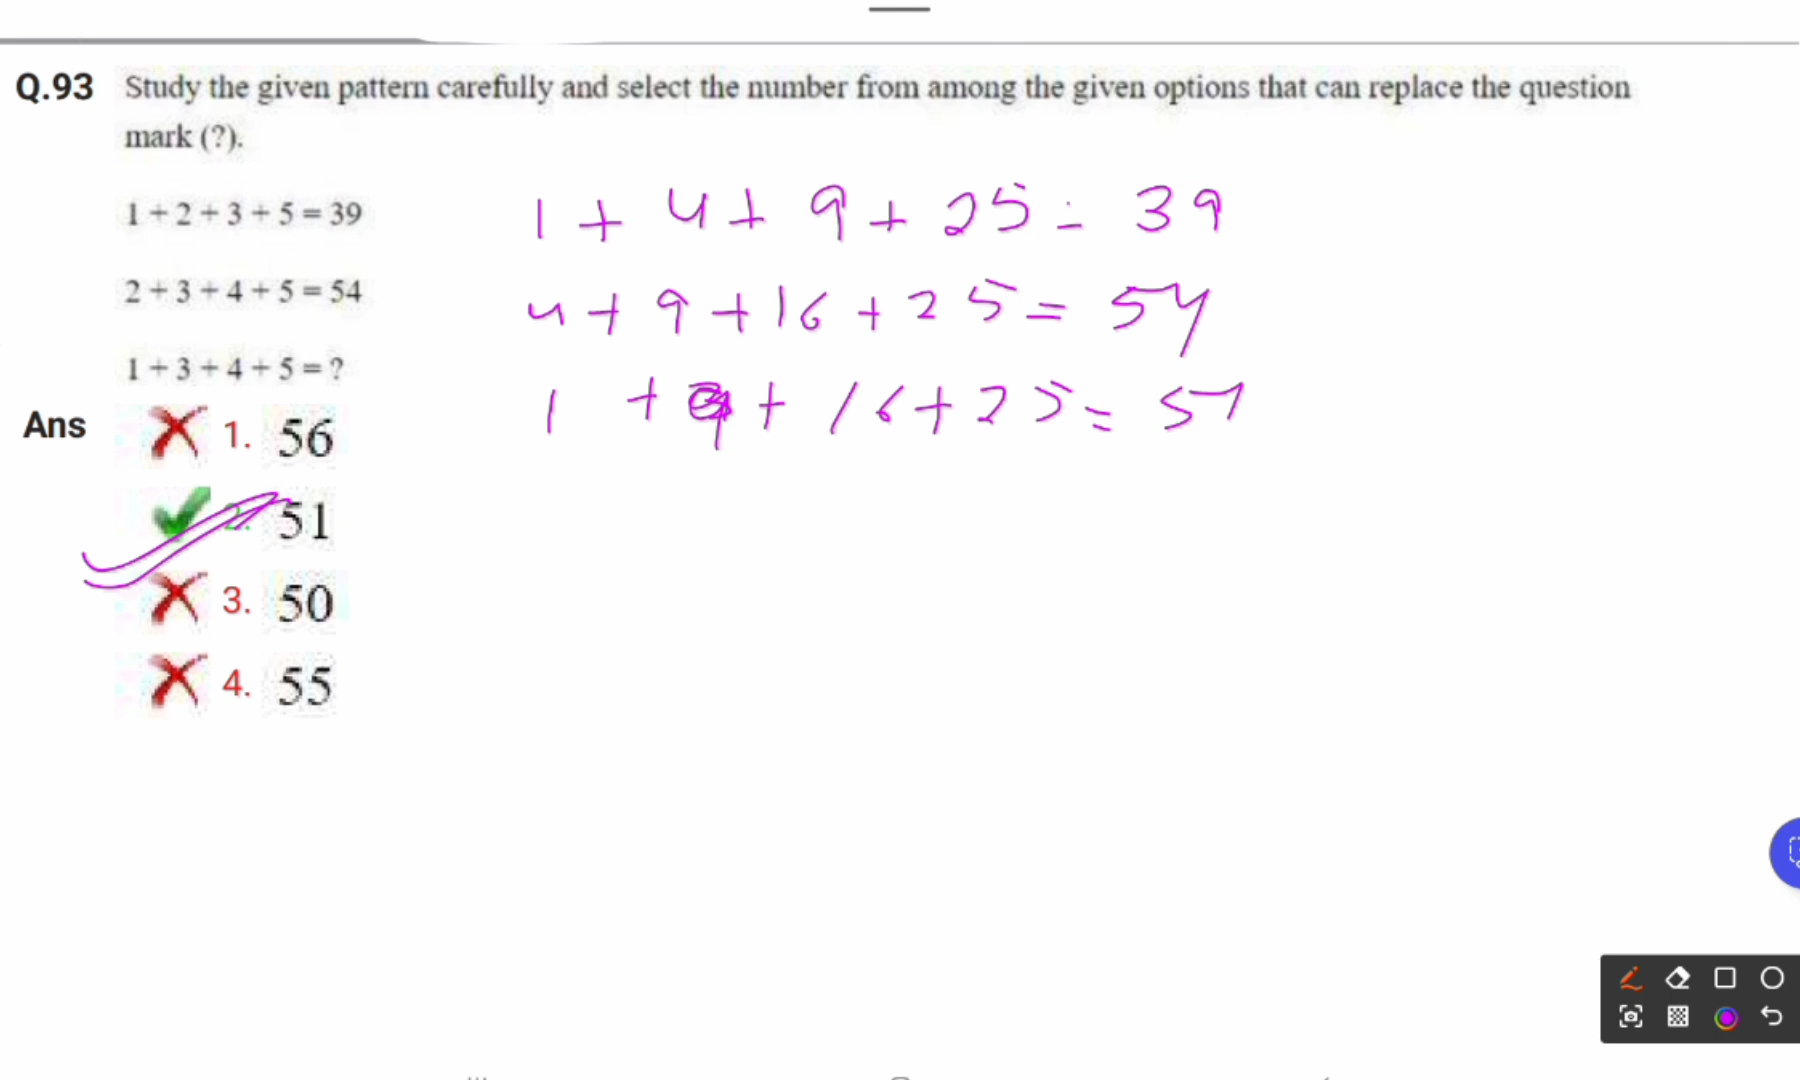 Q.93 Study the given pattern carefully and select the number from among the given options that can replace the question
mark (?).
1 + 2 + 3 + 5 = 39
1 + 4 + 9 + 25 = 39
2 + 3 + 4 + 5 = 54
4 + 9 + 16 + 25 = 54
1 + 3 + 4 + 5 = ?
1 + 9 + 16 + 25 = 51
Ans
1. 56
2. 51
3. 50
4. 55